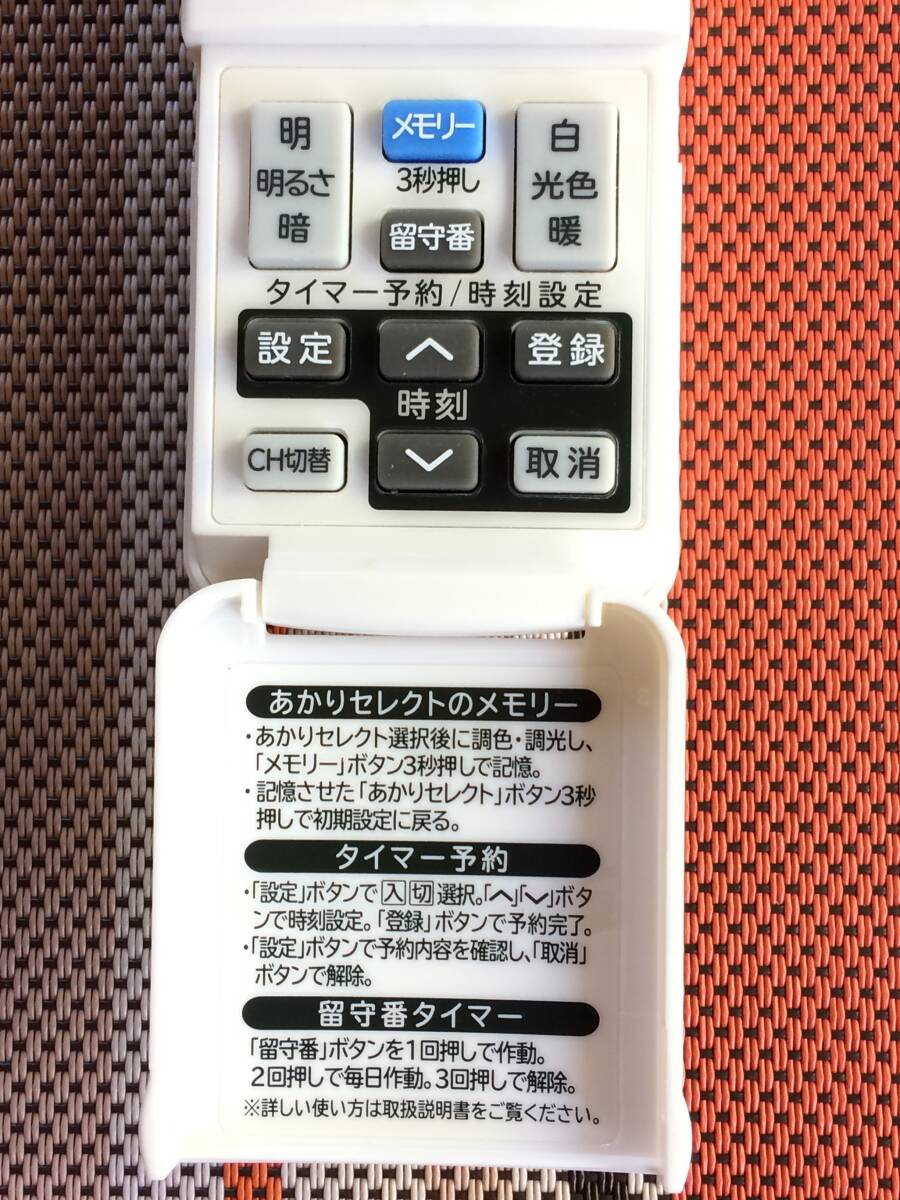 明
明るさ
暗
メモリー
3秒押し
留守番
白
光色
暖
タイマー予約/時刻設定
設定
へ
登録
時刻
CH切替
取消
あかりセレクトのメモリー
・あかりセレクト選択後に調色・調光し、
「メモリー」ボタン3秒押しで記憶。
・記憶させた「あかりセレクト」ボタン3秒
押しで初期設定に戻る。
タイマー予約
・「設定」ボタンで入切選択。「へ」「∨」ボタ
ンで時刻設定。「登録」ボタンで予約完了。
・「設定」ボタンで予約内容を確認し、「取消」
ボタンで解除。
留守番タイマー
「留守番」ボタンを1回押しで作動。
2回押しで毎日作動。3回押しで解除。
※詳しい使い方は取扱説明書をご覧ください。